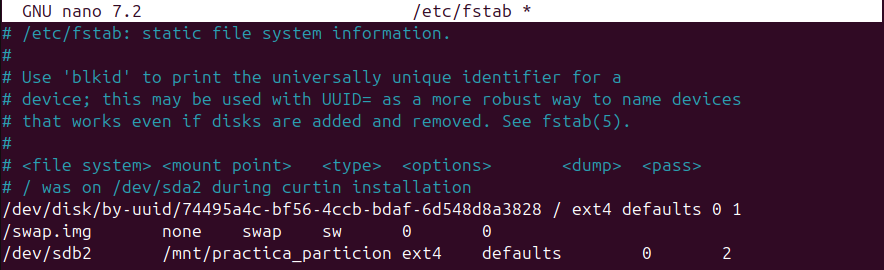 GNU nano 7.2 /etc/fstab *
# /etc/fstab: static file system information.
#
# Use 'blkid' to print the universally unique identifier for a
# device; this may be used with UUID= as a more robust way to name devices
# that works even if disks are added and removed. See fstab(5).
#
# <file system> <mount point>   <type>  <options>       <dump>  <pass>
# / was on /dev/sda2 during curtin installation
/dev/disk/by-uuid/74495a4c-bf56-4ccb-bdaf-6d548d8a3828 / ext4 defaults 0 1
/swap.img       none    swap    sw      0       0
/dev/sdb2       /mnt/practica_particion ext4    defaults        0       2